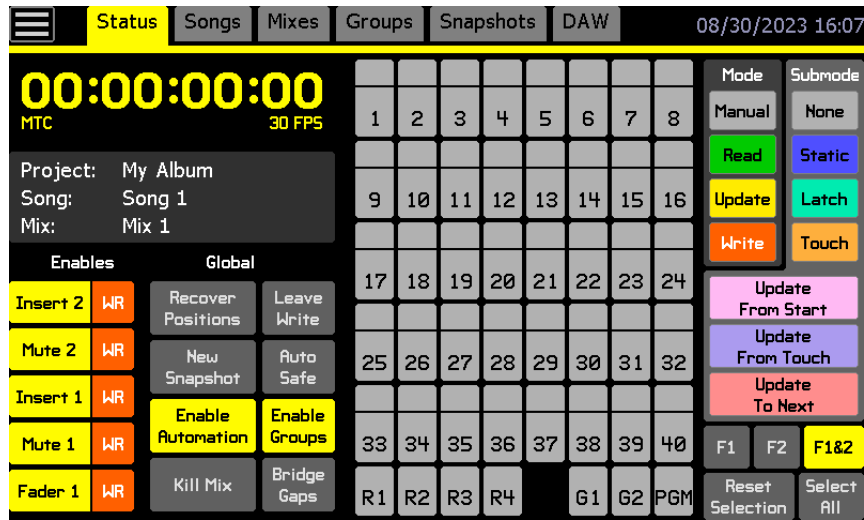 Status Songs Mixes Groups Snapshots DAW 08/30/2023 16:07
00:00:00:00
MTC 30 FPS
Project: My Album
Song: Song 1
Mix: Mix 1
Enables Global
Insert 2 WR
Mute 2 WR
Insert 1 WR
Mute 1 WR
Fader 1 WR
Recover
Positions
Leave
Write
New
Snapshot
Auto
Safe
Enable
Automation
Enable
Groups
Kill Mix
Bridge
Gaps
1 2 3 4 5 6 7 8
9 10 11 12 13 14 15 16
17 18 19 20 21 22 23 24
25 26 27 28 29 30 31 32
33 34 35 36 37 38 39 40
R1 R2 R3 R4 G1 G2 PGM
Mode Submode
Manual None
Read Static
Update Latch
Write Touch
Update
From Start
Update
From Touch
Update
To Next
F1 F2 F1&2
Reset
Selection
Select
All